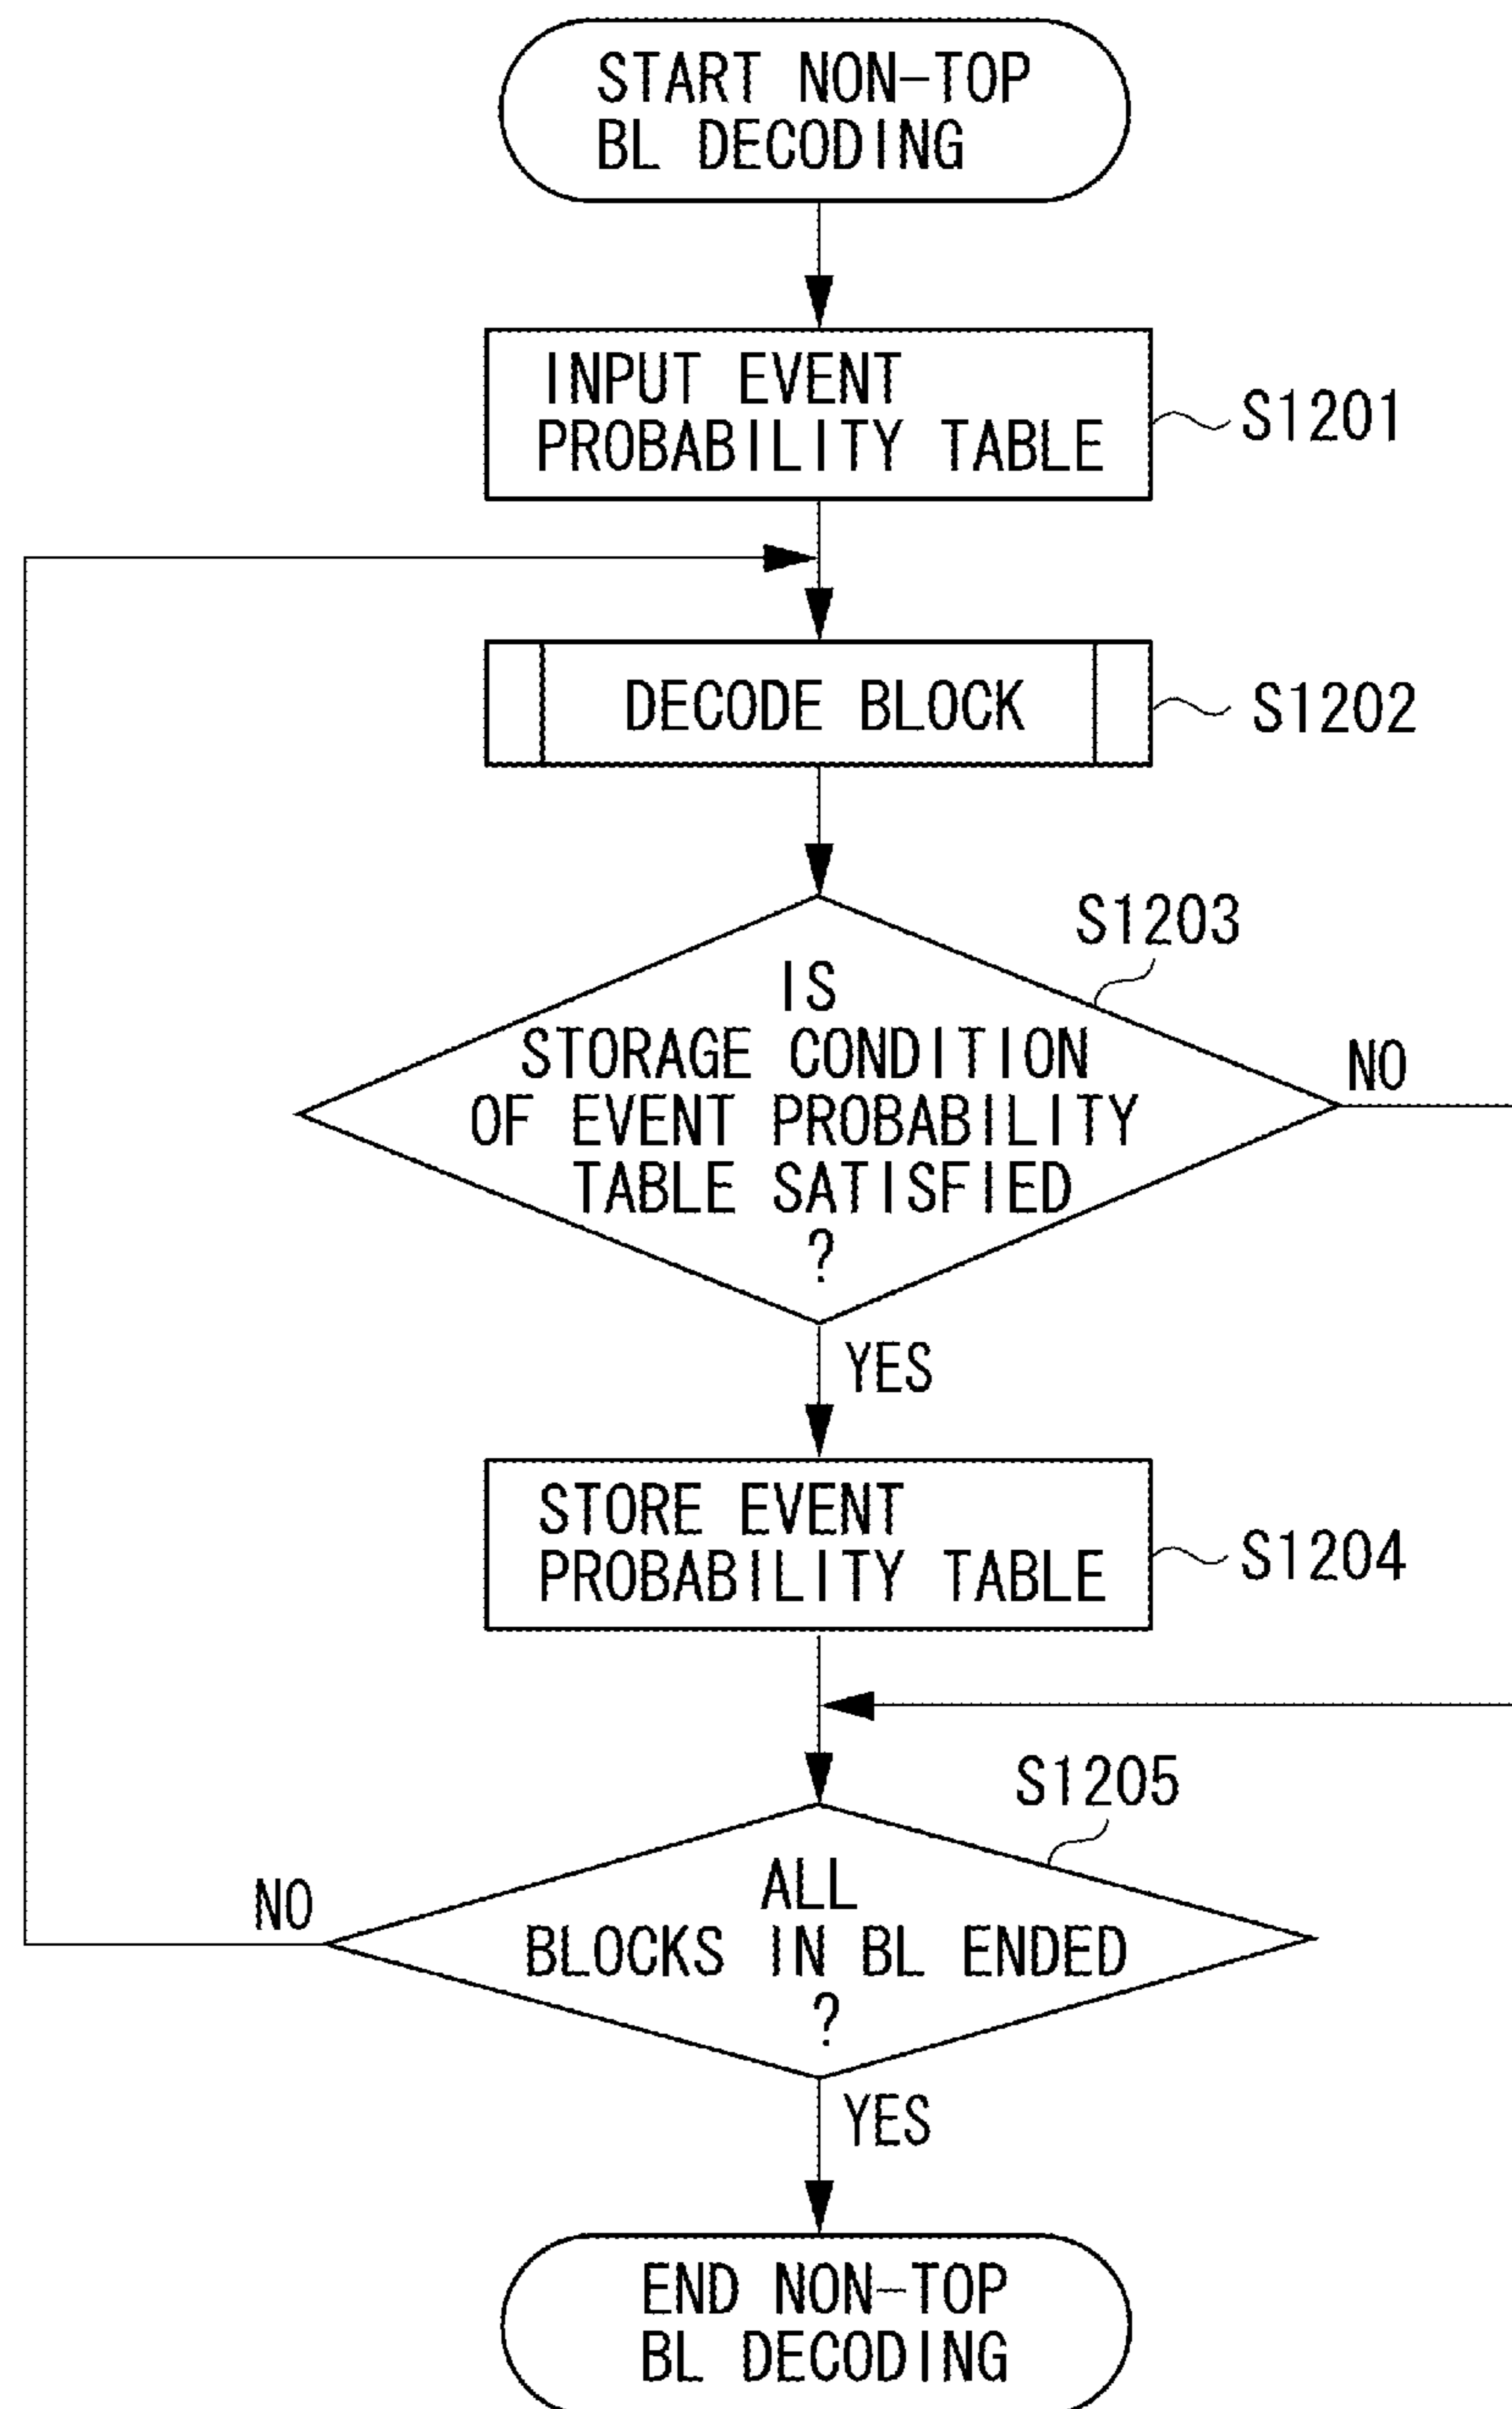 START NON-TOP
BL DECODING
INPUT EVENT
PROBABILITY TABLE
S1201
DECODE BLOCK
S1202
S1203
IS
STORAGE CONDITION
OF EVENT PROBABILITY
TABLE SATISFIED
?
NO
YES
STORE EVENT
PROBABILITY TABLE
S1204
S1205
ALL
BLOCKS IN BL ENDED
?
NO
YES
END NON-TOP
BL DECODING